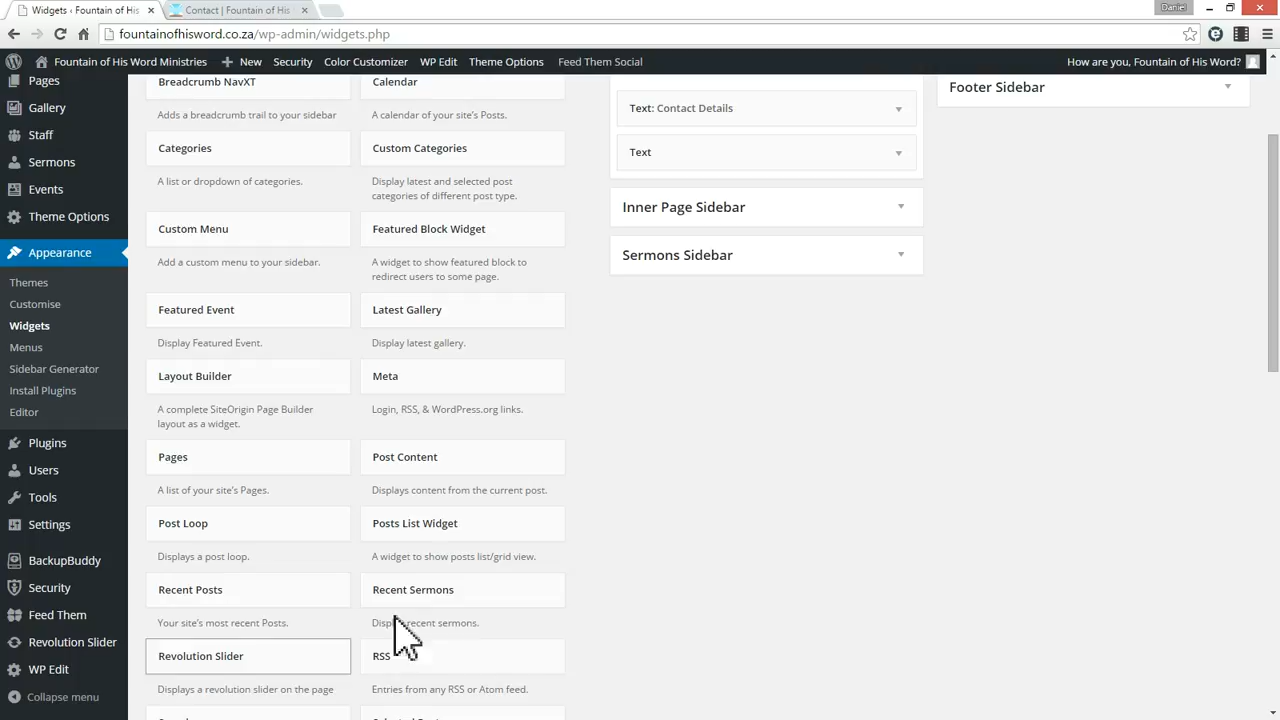 Widgets ‹ Fountain of His
Contact | Fountain of His
Daniel
fountainofhisword.co.za/wp-admin/widgets.php
Fountain of His Word Ministries
New
Security
Color Customizer
WP Edit
Theme Options
Feed Them Social
How are you, Fountain of His Word?
Pages
Gallery
Staff
Sermons
Events
Theme Options
Appearance
Themes
Customise
Widgets
Menus
Sidebar Generator
Install Plugins
Editor
Plugins
Users
Tools
Settings
BackupBuddy
Security
Feed Them
Revolution Slider
WP Edit
Collapse menu
Breadcrumb NavXT
Adds a breadcrumb trail to your sidebar
Calendar
A calendar of your site's Posts.
Categories
A list or dropdown of categories.
Custom Categories
Display latest and selected post
categories of different post type.
Custom Menu
Add a custom menu to your sidebar.
Featured Block Widget
A widget to show featured block to
redirect users to some page.
Featured Event
Display Featured Event.
Latest Gallery
Display latest gallery.
Layout Builder
A complete SiteOrigin Page Builder
layout as a widget.
Meta
Login, RSS, & WordPress.org links.
Pages
A list of your site's Pages.
Post Content
Displays content from the current post.
Post Loop
Displays a post loop.
Posts List Widget
A widget to show posts list/grid view.
Recent Posts
Your site's most recent Posts.
Recent Sermons
recent sermons.
Revolution Slider
Displays a revolution slider on the page
RSS
Entries from any RSS or Atom feed.
Text: Contact Details
Text
Inner Page Sidebar
Sermons Sidebar
Footer Sidebar